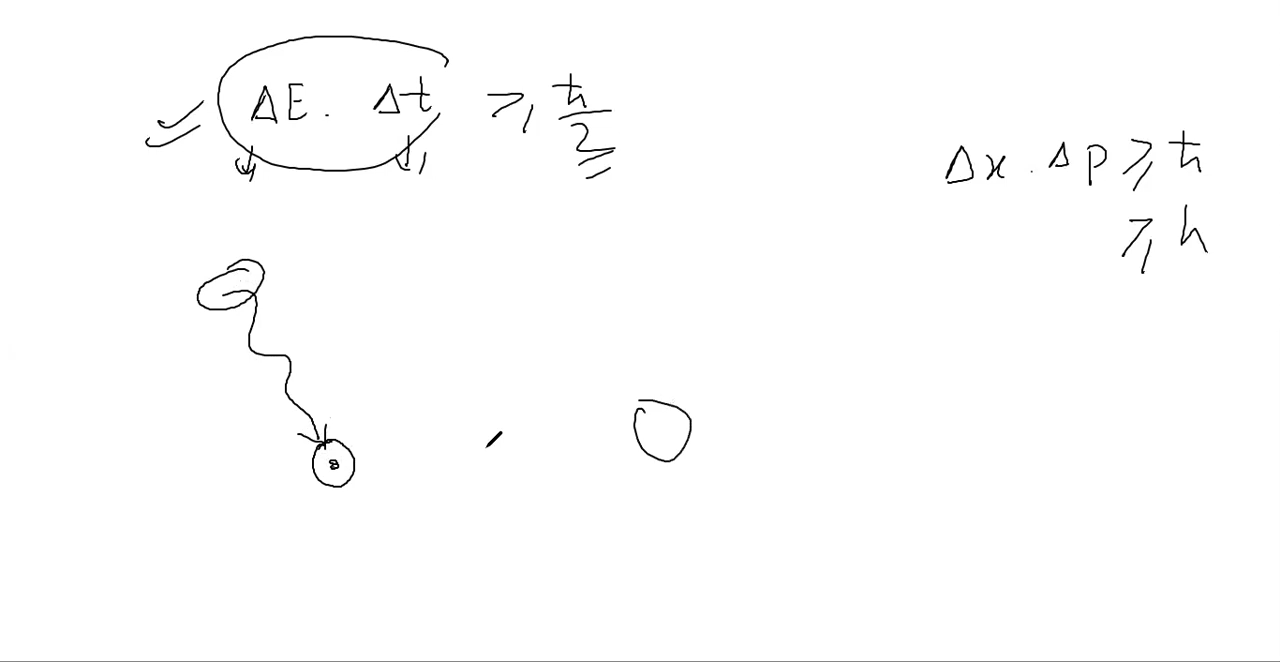 ΔE. Δt ≥ ħ/2
Δx . Δp ≥ ħ
≥ h